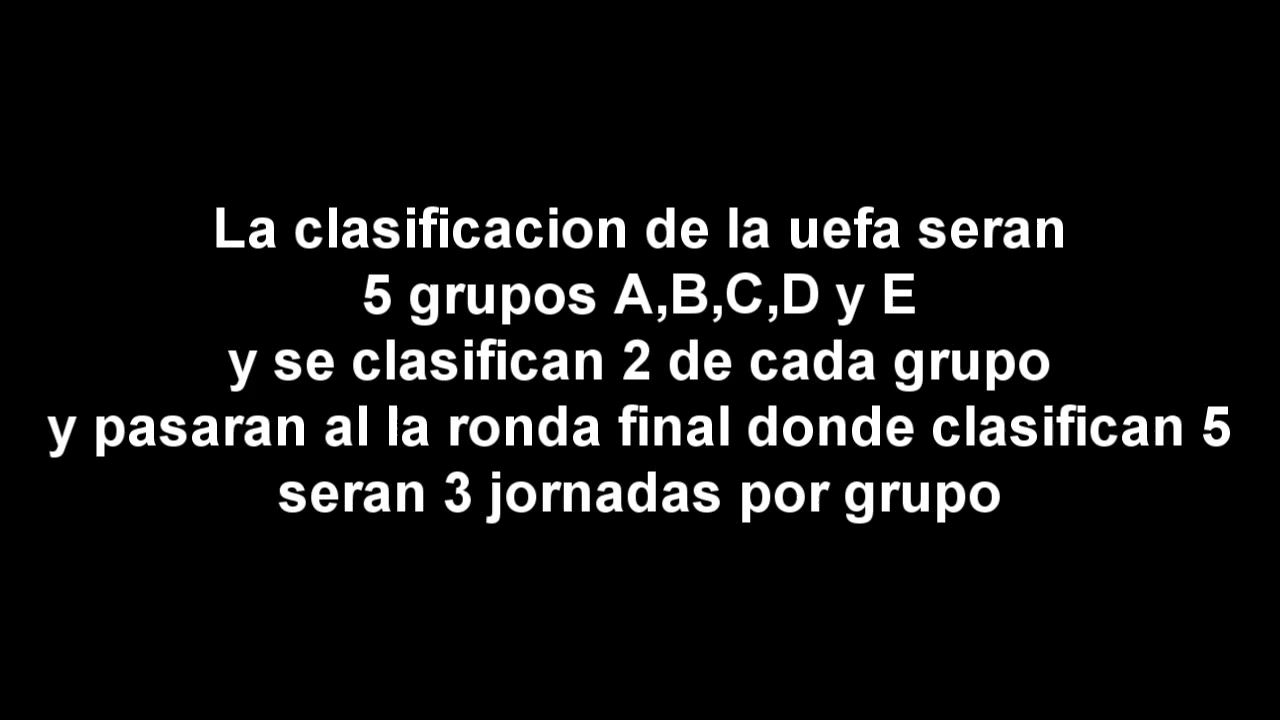 La clasificacion de la uefa seran
5 grupos A,B,C,D y E
y se clasifican 2 de cada grupo
y pasaran al la ronda final donde clasifican 5
seran 3 jornadas por grupo